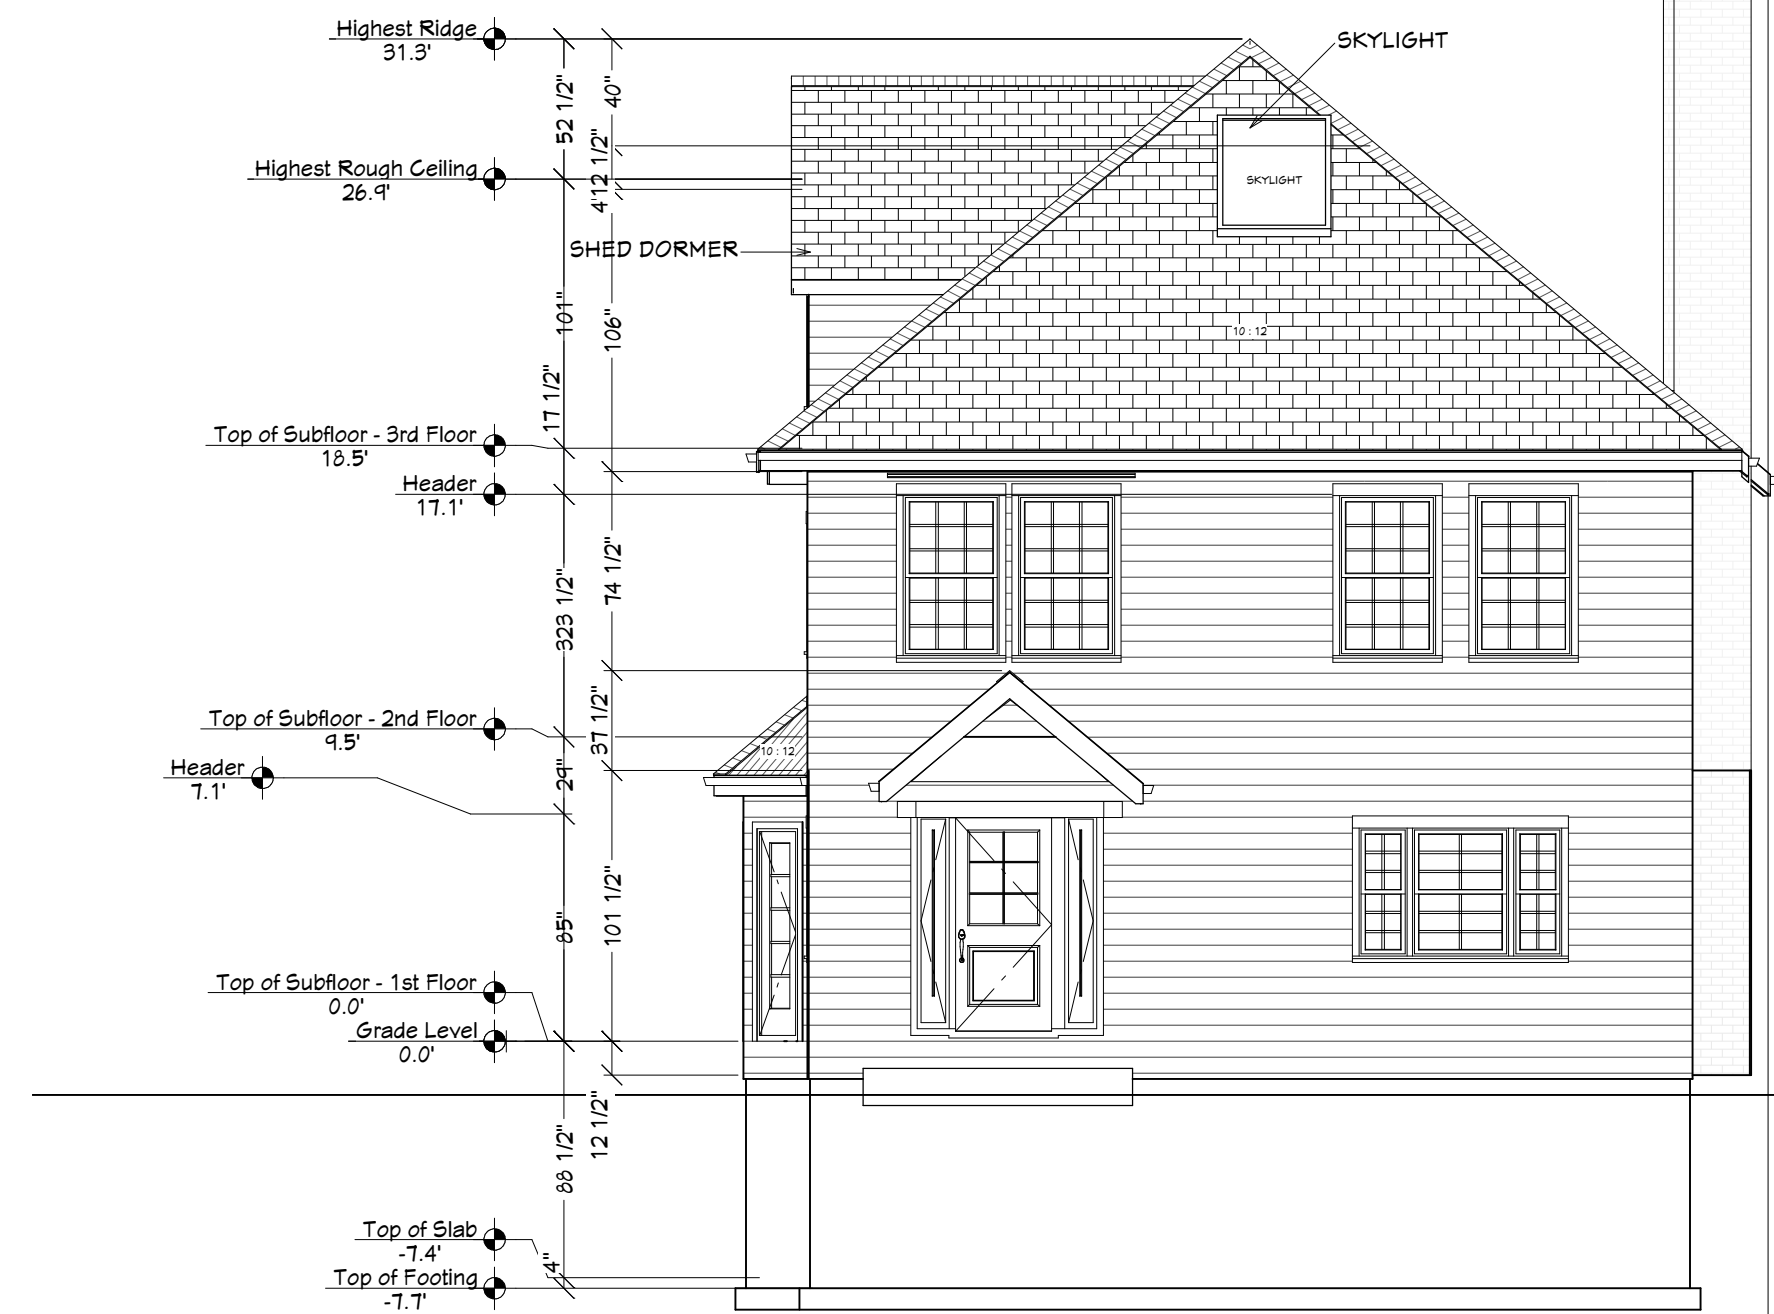 Highest Ridge
31.3'
SKYLIGHT
52 1/2"
40"
12 1/2"
Highest Rough Ceiling
26.9'
4"
SKYLIGHT
SHED DORMER
101"
106"
10 : 12
17 1/2"
Top of Subfloor - 3rd Floor
18.5'
Header
17.1'
323 1/2"
74 1/2"
Top of Subfloor - 2nd Floor
9.5'
37 1/2"
10 : 12
Header
7.1'
29"
85"
101 1/2"
Top of Subfloor - 1st Floor
0.0'
Grade Level
0.0'
12 1/2"
88 1/2"
Top of Slab
-7.4'
4"
Top of Footing
-7.7'